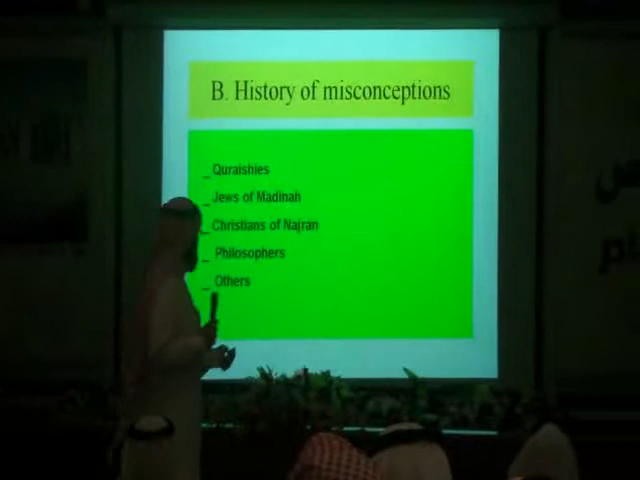 B. History of misconceptions
_ Quraishies
_ Jews of Madinah
_ Christians of Najran
_ Philosophers
_ Others